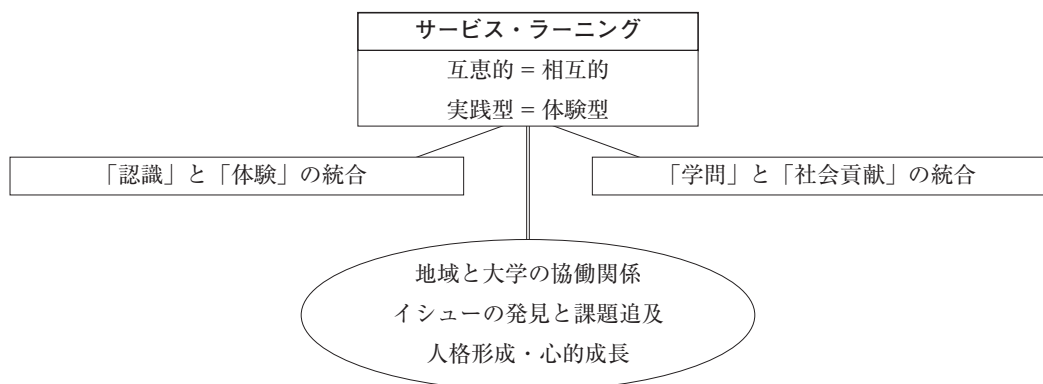 サービス・ラーニング
互恵的 = 相互的
実践型 = 体験型
「認識」と「体験」の統合
「学問」と「社会貢献」の統合
地域と大学の協働関係
イシューの発見と課題追及
人格形成・心的成長